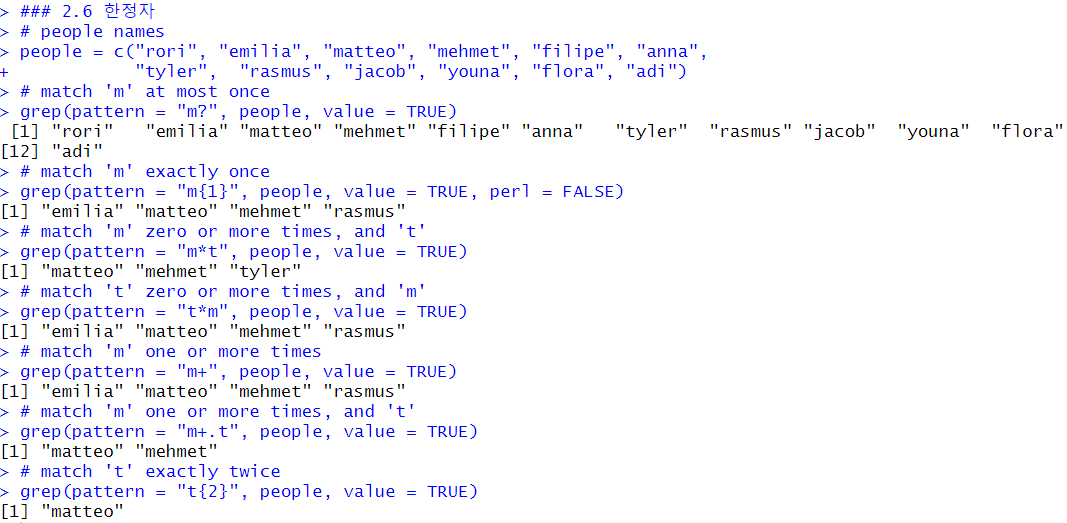 > ### 2.6 한정자
> # people names
> people = c("rori", "emilia", "matteo", "mehmet", "filipe", "anna",
+            "tyler",  "rasmus", "jacob", "youna", "flora", "adi")
> # match 'm' at most once
> grep(pattern = "m?", people, value = TRUE)
 [1] "rori"   "emilia" "matteo" "mehmet" "filipe" "anna"   "tyler"  "rasmus" "jacob"  "youna"  "flora"
[12] "adi"
> # match 'm' exactly once
> grep(pattern = "m{1}", people, value = TRUE, perl = FALSE)
[1] "emilia" "matteo" "mehmet" "rasmus"
> # match 'm' zero or more times, and 't'
> grep(pattern = "m*t", people, value = TRUE)
[1] "matteo" "mehmet" "tyler"
> # match 't' zero or more times, and 'm'
> grep(pattern = "t*m", people, value = TRUE)
[1] "emilia" "matteo" "mehmet" "rasmus"
> # match 'm' one or more times
> grep(pattern = "m+", people, value = TRUE)
[1] "emilia" "matteo" "mehmet" "rasmus"
> # match 'm' one or more times, and 't'
> grep(pattern = "m+.t", people, value = TRUE)
[1] "matteo" "mehmet"
> # match 't' exactly twice
> grep(pattern = "t{2}", people, value = TRUE)
[1] "matteo"